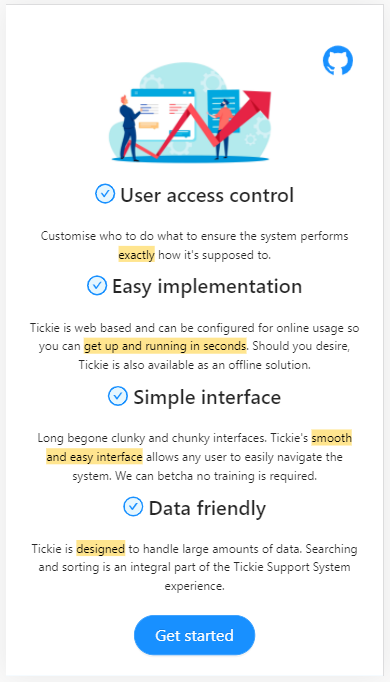 User access control
Customise who to do what to ensure the system performs
exactly how it's supposed to.
Easy implementation
Tickie is web based and can be configured for online usage so
you can get up and running in seconds. Should you desire,
Tickie is also available as an offline solution.
Simple interface
Long begone clunky and chunky interfaces. Tickie's smooth
and easy interface allows any user to easily navigate the
system. We can betcha no training is required.
Data friendly
Tickie is designed to handle large amounts of data. Searching
and sorting is an integral part of the Tickie Support System
experience.
Get started